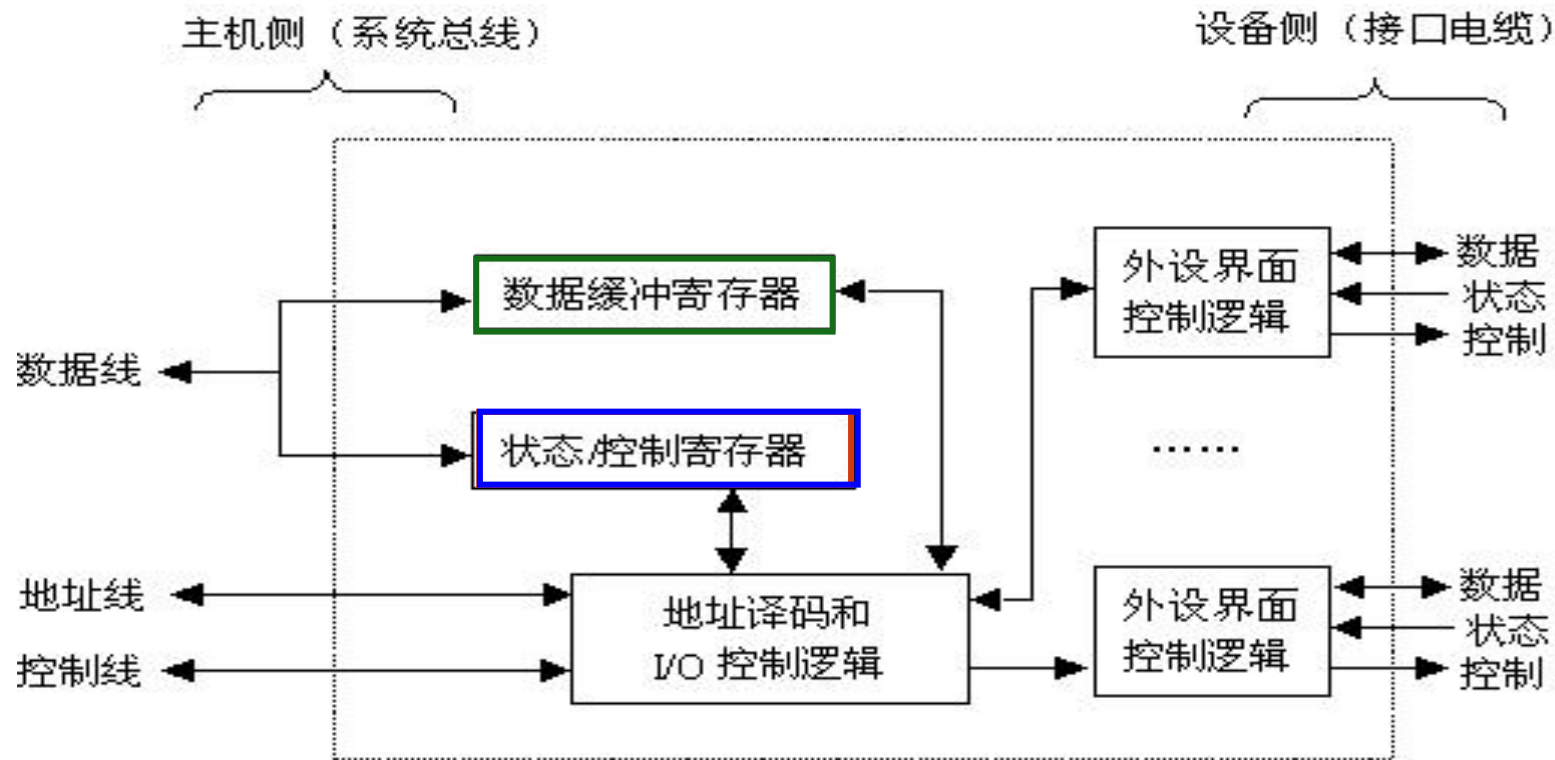 主机侧（系统总线）
设备侧（接口电缆）
数据缓冲寄存器
外设界面
控制逻辑
数据
状态
控制
数据线
状态/控制寄存器
······
地址线
控制线
地址译码和
I/O 控制逻辑
外设界面
控制逻辑
数据
状态
控制